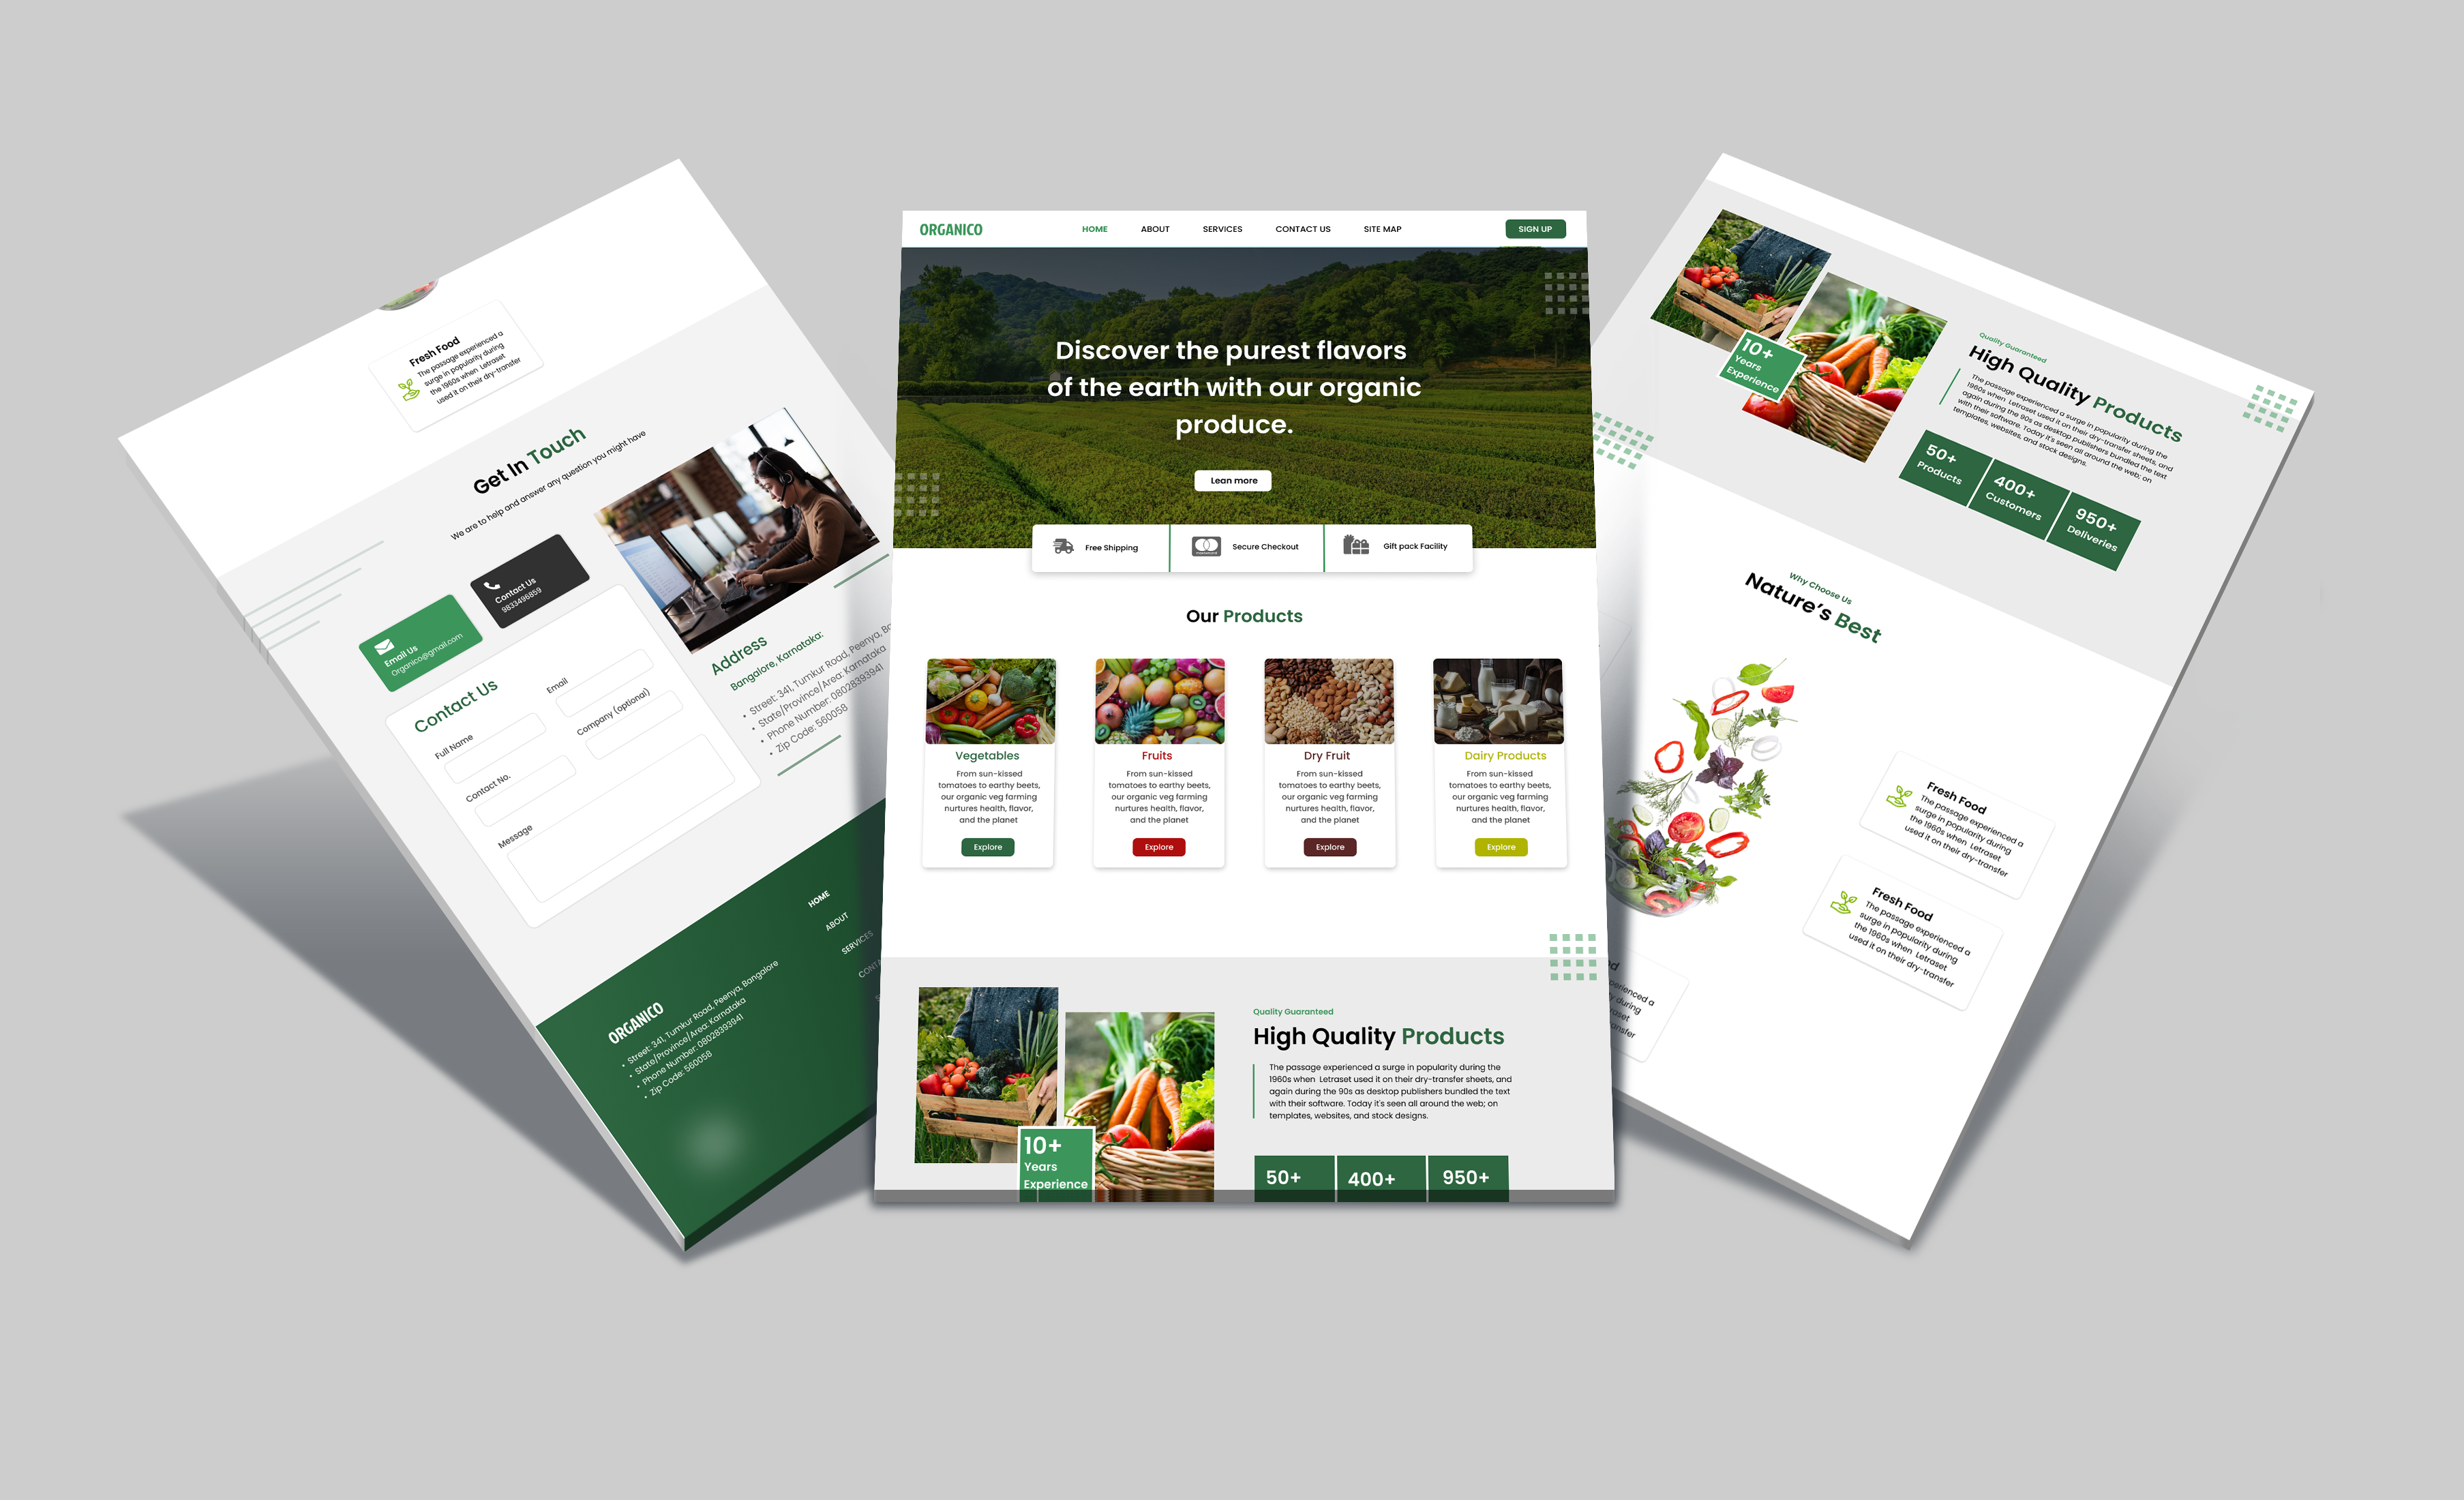 Fresh Food
The passage experienced a
surge in popularity during
the 1960s when Letraset
used it on their dry-transfer
Get In Touch
We are to help and answer any question you might have
Email Us
Organico@gmail.com
Contact Us
9833496859
Contact Us
Full Name
Email
Contact No.
Company (optional)
Message
Address
Bangalore, Karnataka:
• Street: 341, Tumkur Road, Peenya,
• State/Province/Area: Karnataka
• Phone Number: 08028393941
• Zip Code: 560058
ORGANICO
• Street: 341, Tumkur Road, Peenya, Bangalore
• State/Province/Area: Karnataka
• Phone Number: 08028393941
• Zip Code: 560058
HOME
ABOUT
SERVICES
ORGANICO
HOME ABOUT SERVICES CONTACT US SITE MAP
SIGN UP
Discover the purest flavors
of the earth with our organic
produce.
Lean more
Free Shipping
Secure Checkout
Gift pack Facility
Our Products
Vegetables
From sun-kissed
tomatoes to earthy beets,
our organic veg farming
nurtures health, flavor,
and the planet
Explore
Fruits
From sun-kissed
tomatoes to earthy beets,
our organic veg farming
nurtures health, flavor,
and the planet
Explore
Dry Fruit
From sun-kissed
tomatoes to earthy beets,
our organic veg farming
nurtures health, flavor,
and the planet
Explore
Dairy Products
From sun-kissed
tomatoes to earthy beets,
our organic veg farming
nurtures health, flavor,
and the planet
Explore
10+
Years
Experience
Quality Guaranteed
High Quality Products
The passage experienced a surge in popularity during the
1960s when Letraset used it on their dry-transfer sheets, and
again during the 90s as desktop publishers bundled the text
with their software. Today it's seen all around the web; on
templates, websites, and stock designs.
50+
400+
950+
10+
Years
Experience
Quality Guaranteed
High Quality Products
The passage experienced a surge in popularity during the
1960s when Letraset used it on their dry-transfer sheets, and
again during the 90s as desktop publishers bundled the text
with their software. Today it's seen all around the web; on
templates, websites, and stock designs.
50+
Products
400+
Customers
950+
Deliveries
Why Choose Us
Nature's Best
Fresh Food
The passage experienced a
surge in popularity during
the 1960s when Letraset
used it on their dry-transfer
Fresh Food
The passage experienced a
surge in popularity during
the 1960s when Letraset
used it on their dry-transfer
a
during